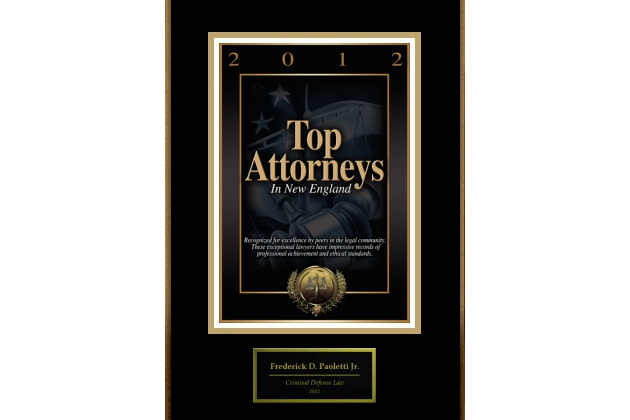 2 0 1 2
Top
Attorneys
In New England
Recognized for excellence by peers in the legal community.
These exceptional lawyers have impressive records of
professional achievement and ethical standards.
Frederick D. Paoletti Jr.
Criminal Defense Law
2012